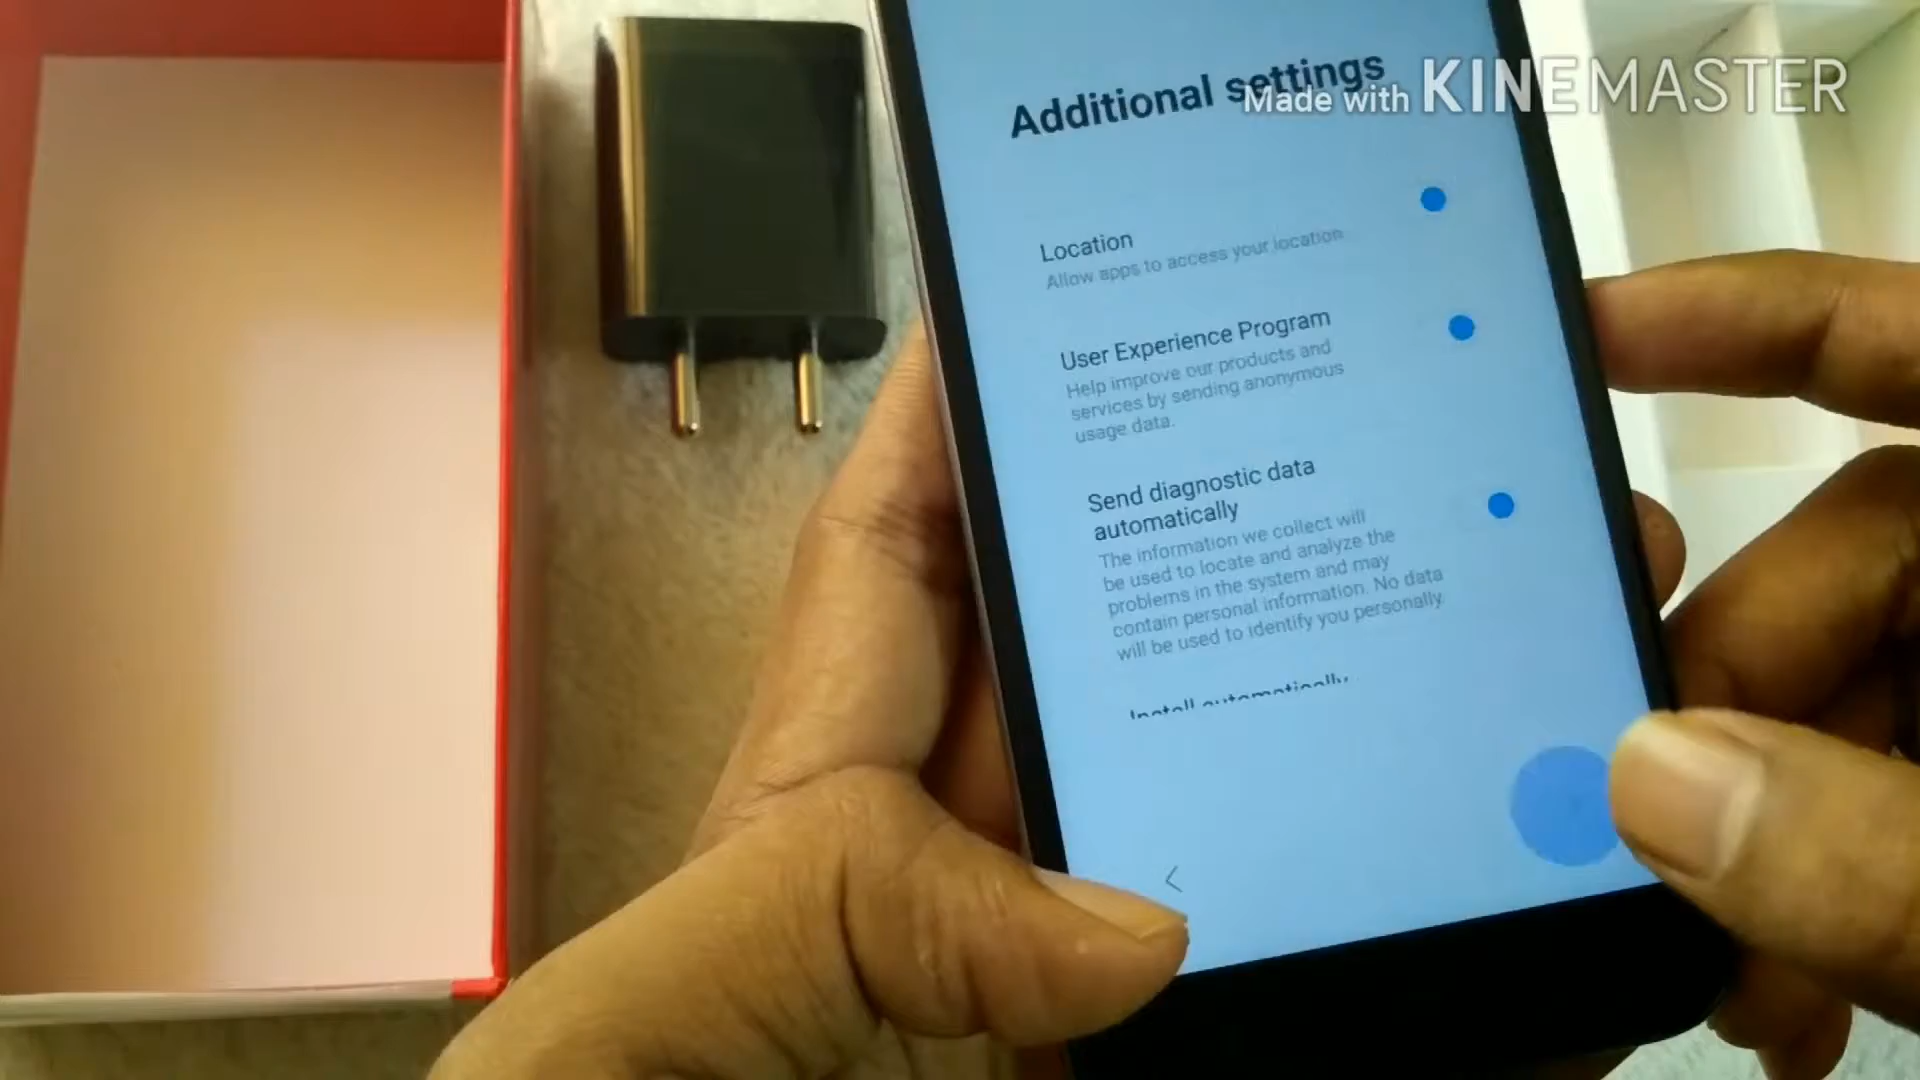 Additional settings
Made with KINEMASTER
Location
Allow apps to access your location
User Experience Program
Help improve our products and
services by sending anonymous
usage data.
Send diagnostic data
automatically
The information we collect will
be used to locate and analyze the
problems in the system and may
contain personal information. No data
will be used to identify you personally.
Install automatically